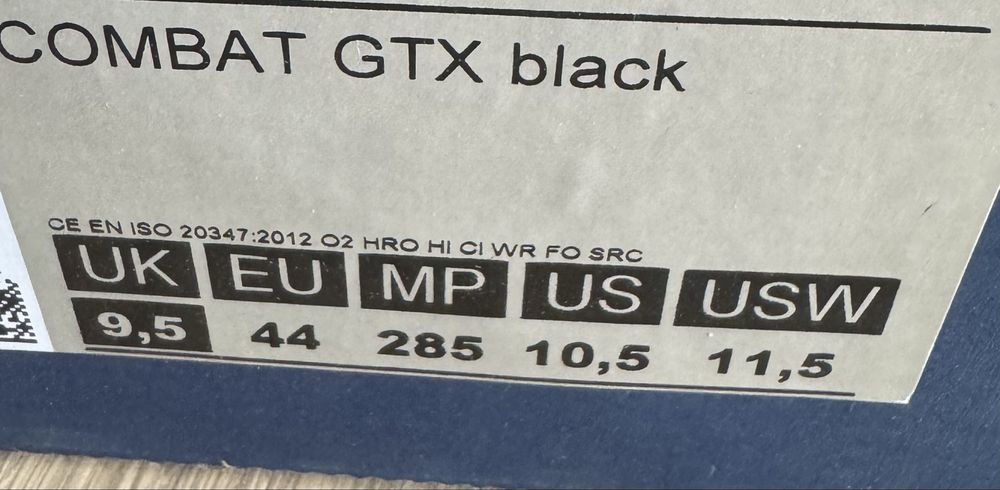 COMBAT GTX black
CE EN ISO 20347:2012 O2 HRO HI CI WR FO SRC
UK EU MP US USW
9,5 44 285 10,5 11,5